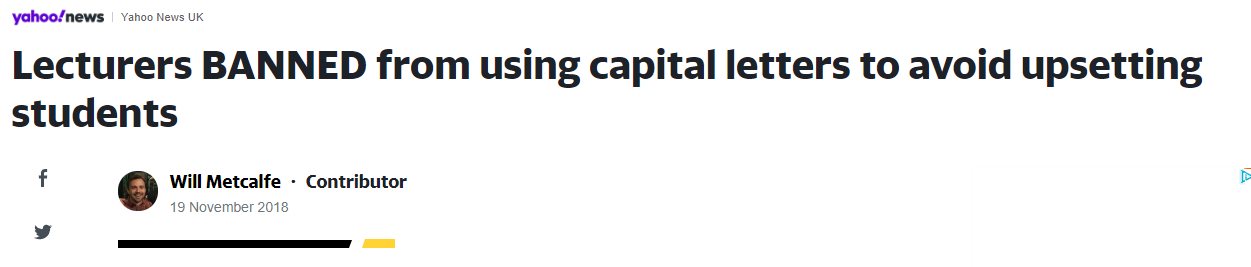 yahoo!news Yahoo News UK
Lecturers BANNED from using capital letters to avoid upsetting
students
Will Metcalfe · Contributor
19 November 2018